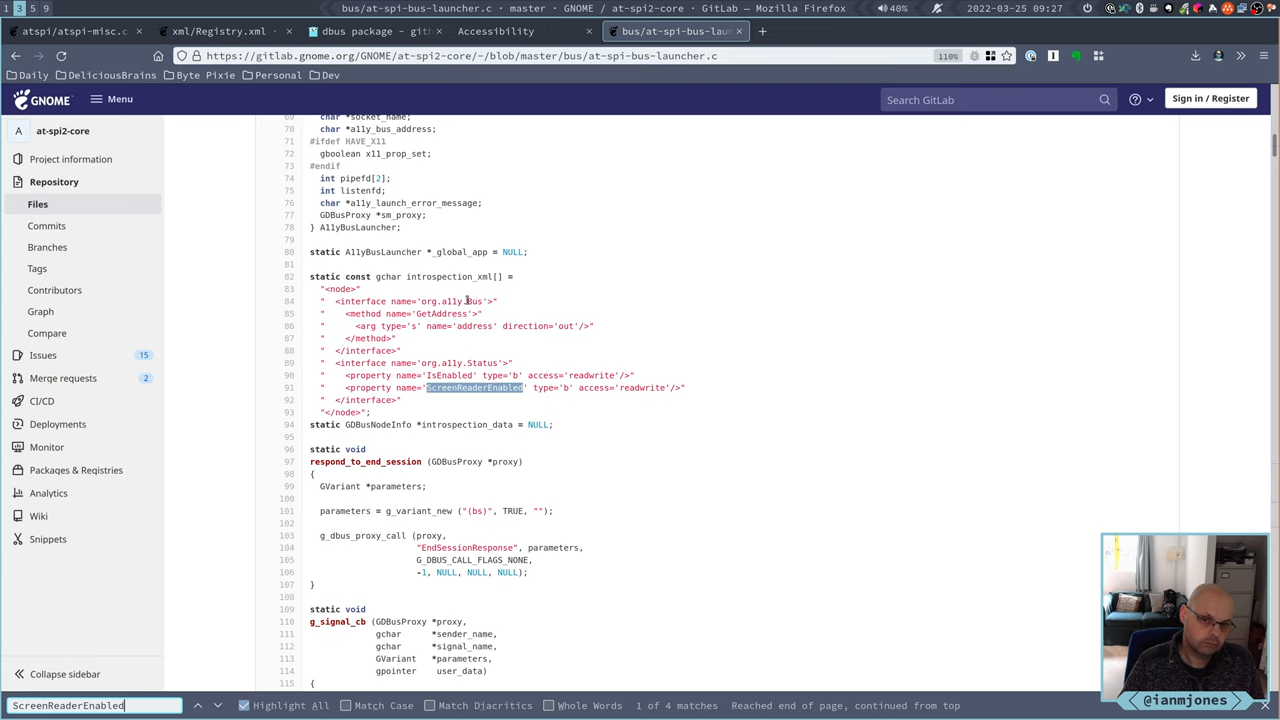 1 3 5 9
bus/at-spi-bus-launcher.c · master · GNOME / at-spi2-core · GitLab — Mozilla Firefox
40%
2022-03-25 09:27
atspi/atspi-misc.c ·
xml/Registry.xml ·
dbus package - gith
Accessibility
bus/at-spi-bus-laun
https://gitlab.gnome.org/GNOME/at-spi2-core/-/blob/master/bus/at-spi-bus-launcher.c
110%
Daily
DeliciousBrains
Byte Pixie
Personal
Dev
GNOME
Menu
Search GitLab
Sign in / Register
A
at-spi2-core
Project information
Repository
Files
Commits
Branches
Tags
Contributors
Graph
Compare
Issues 15
Merge requests 2
CI/CD
Deployments
Monitor
Packages & Registries
Analytics
Wiki
Snippets
Collapse sidebar
69 char *socket_name;
70 char *a11y_bus_address;
71 #ifdef HAVE_X11
72 gboolean x11_prop_set;
73 #endif
74 int pipefd[2];
75 int listenfd;
76 char *a11y_launch_error_message;
77 GDBusProxy *sm_proxy;
78 } A11yBusLauncher;
79
80 static A11yBusLauncher *_global_app = NULL;
81
82 static const gchar introspection_xml[] =
83 "<node>"
84 " <interface name='org.a11y.Bus'>"
85 " <method name='GetAddress'>"
86 " <arg type='s' name='address' direction='out'/>"
87 " </method>"
88 " </interface>"
89 " <interface name='org.a11y.Status'>"
90 " <property name='IsEnabled' type='b' access='readwrite'/>"
91 " <property name='ScreenReaderEnabled' type='b' access='readwrite'/>"
92 " </interface>"
93 "</node>";
94 static GDBusNodeInfo *introspection_data = NULL;
95
96 static void
97 respond_to_end_session (GDBusProxy *proxy)
98 {
99 GVariant *parameters;
100
101 parameters = g_variant_new ("(bs)", TRUE, "");
102
103 g_dbus_proxy_call (proxy,
104 "EndSessionResponse", parameters,
105 G_DBUS_CALL_FLAGS_NONE,
106 -1, NULL, NULL, NULL);
107 }
108
109 static void
110 g_signal_cb (GDBusProxy *proxy,
111 gchar *sender_name,
112 gchar *signal_name,
113 GVariant *parameters,
114 gpointer user_data)
115 {
@ianmjones
ScreenReaderEnabled
Highlight All
Match Case
Match Diacritics
Whole Words
1 of 4 matches
Reached end of page, continued from top